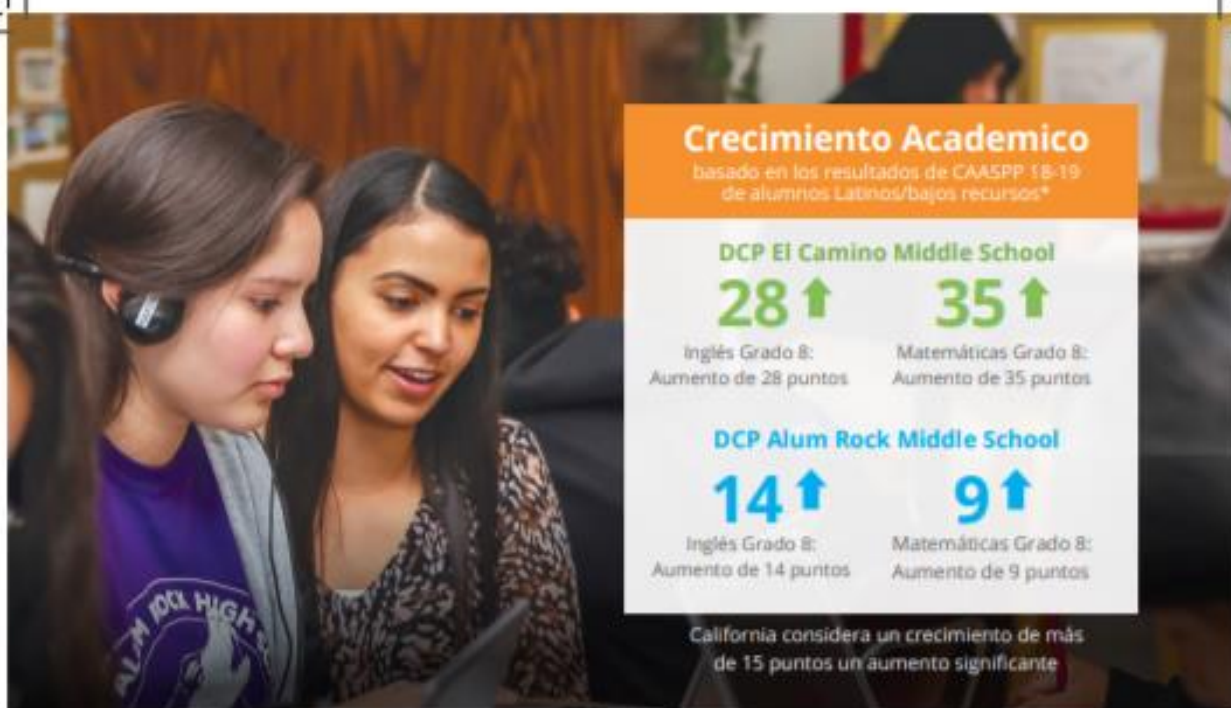 Crecimiento Academico
basado en los resultados de CAASPP 18-19
de alumnos Latinos/bajos recursos*
DCP El Camino Middle School
28 35
Inglés Grado 8: Matemáticas Grado 8:
Aumento de 28 puntos Aumento de 35 puntos
DCP Alum Rock Middle School
14 9
Inglés Grado 8: Matemáticas Grado 8:
Aumento de 14 puntos Aumento de 9 puntos
California considera un crecimiento de más
de 15 puntos un aumento significante
ALUM ROCK HIGH